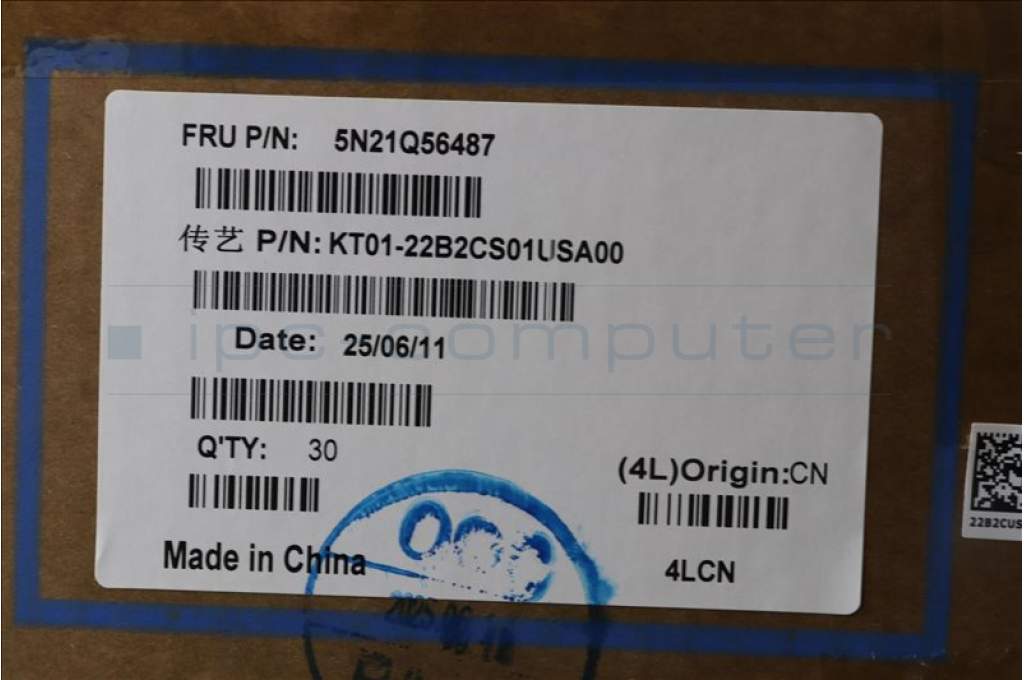 FRU P/N: 5N21Q56487
传艺 P/N: KT01-22B2CS01USA00
ipc computer
Date: 25/06/11
Q'TY: 30
(4L)Origin:CN
Made in China
4LCN
22B2CUS